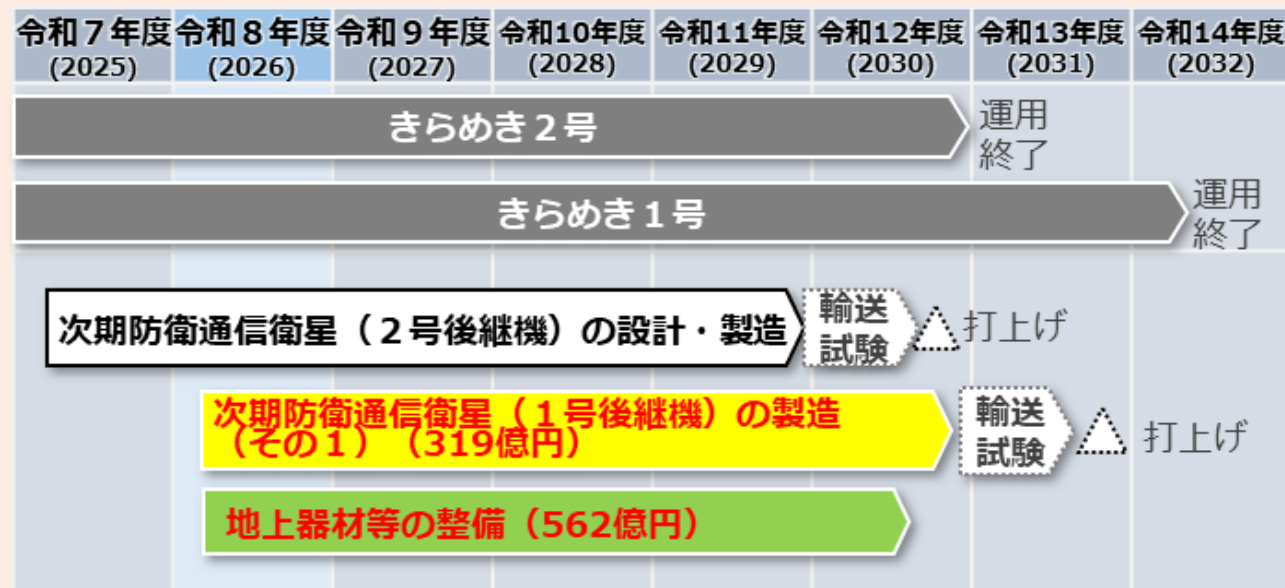 令和７年度 令和８年度 令和９年度 令和10年度 令和11年度 令和12年度 令和13年度 令和14年度
(2025) (2026) (2027) (2028) (2029) (2030) (2031) (2032)
きらめき２号
運用
終了
きらめき１号
運用
終了
次期防衛通信衛星（２号後継機）の設計・製造
輸送
試験
打上げ
次期防衛通信衛星（１号後継機）の製造
（その１）（319億円）
輸送
試験
打上げ
地上器材等の整備（562億円）